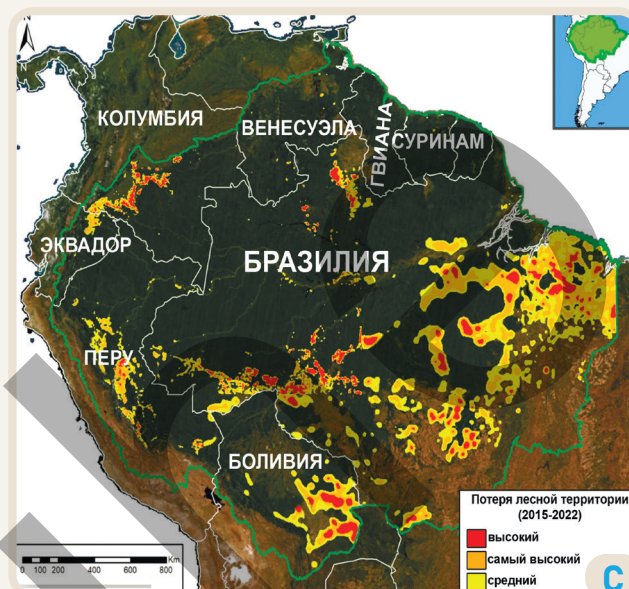 N
КОЛУМБИЯ
ВЕНЕСУЭЛА
ГВИАНА
СУРИНАМ
ЭКВАДОР
БРАЗИЛИЯ
ПЕРУ
БОЛИВИЯ
Потеря лесной территории
(2015-2022)
высокий
самый высокий
средний
0 100 200 400 600 800 Km
C